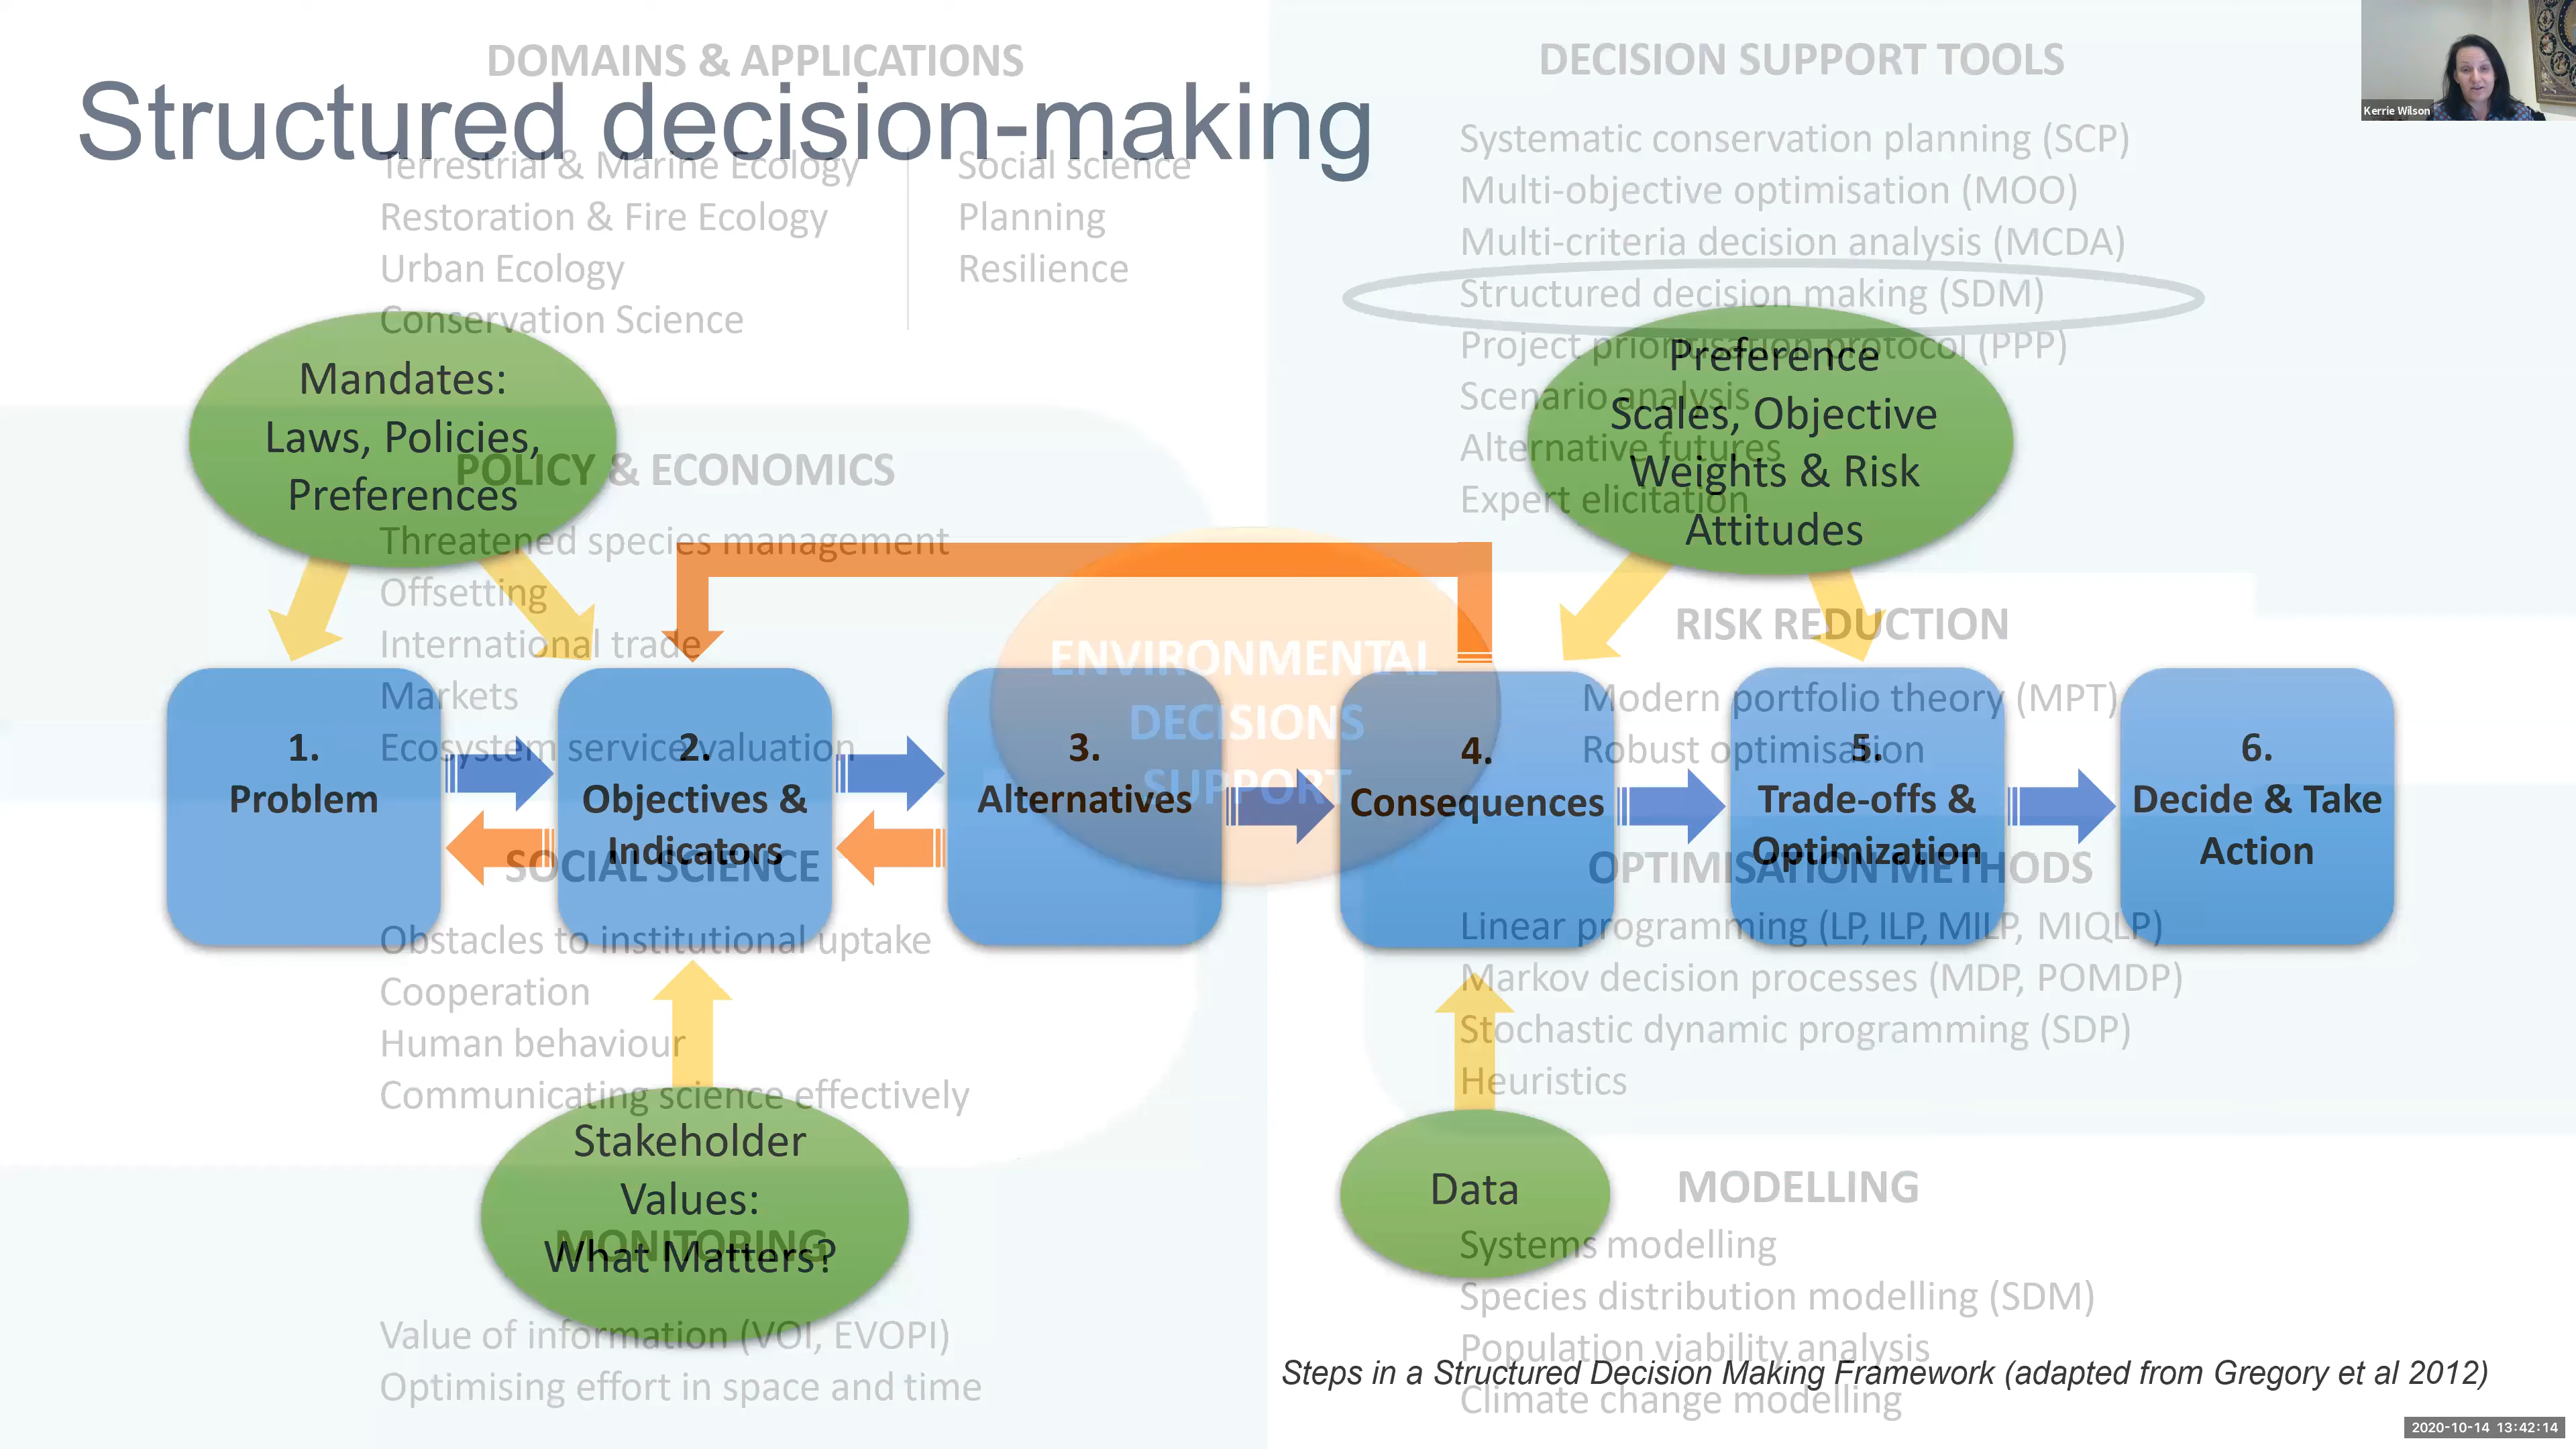 Structured decision-making
DOMAINS & APPLICATIONS
Terrestrial & Marine Ecology
Restoration & Fire Ecology
Urban Ecology
Conservation Science
Social science
Planning
Resilience
DECISION SUPPORT TOOLS
Systematic conservation planning (SCP)
Multi-objective optimisation (MOO)
Multi-criteria decision analysis (MCDA)
Structured decision making (SDM)
Project prioritisation protocol (PPP)
Scenario analysis
Alternative futures
Expert elicitation
Kerrie Wilson
Mandates:
Laws, Policies,
Preferences
Preference
Scales, Objective
Weights & Risk
Attitudes
POLICY & ECONOMICS
Threatened species management
Offsetting
International trade
Markets
Ecosystem service valuation
ENVIRONMENTAL
DECISIONS
SUPPORT
RISK REDUCTION
Modern portfolio theory (MPT)
Robust optimisation
1.
Problem
2.
Objectives &
Indicators
3.
Alternatives
4.
Consequences
5.
Trade-offs &
Optimization
6.
Decide & Take
Action
SOCIAL SCIENCE
Obstacles to institutional uptake
Cooperation
Human behaviour
Communicating science effectively
OPTIMISATION METHODS
Linear programming (LP, ILP, MILP, MIQLP)
Markov decision processes (MDP, POMDP)
Stochastic dynamic programming (SDP)
Heuristics
Stakeholder
Values:
What Matters?
MONITORING
Value of information (VOI, EVOPI)
Optimising effort in space and time
Data
MODELLING
Systems modelling
Species distribution modelling (SDM)
Population viability analysis
Climate change modelling
Steps in a Structured Decision Making Framework (adapted from Gregory et al 2012)
2020-10-14 13:42:14